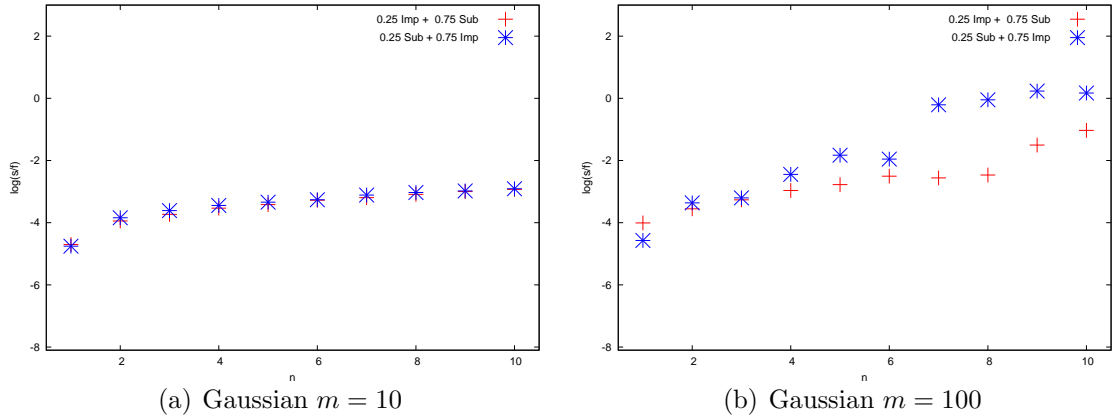 0.25 Imp + 0.75 Sub
0.25 Sub + 0.75 Imp
2
0
-2
-4
-6
-8
log(s/f)
2
4
6
8
10
n
(a) Gaussian m = 10
0.25 Imp + 0.75 Sub
0.25 Sub + 0.75 Imp
2
0
-2
-4
-6
-8
log(s/f)
2
4
6
8
10
n
(b) Gaussian m = 100